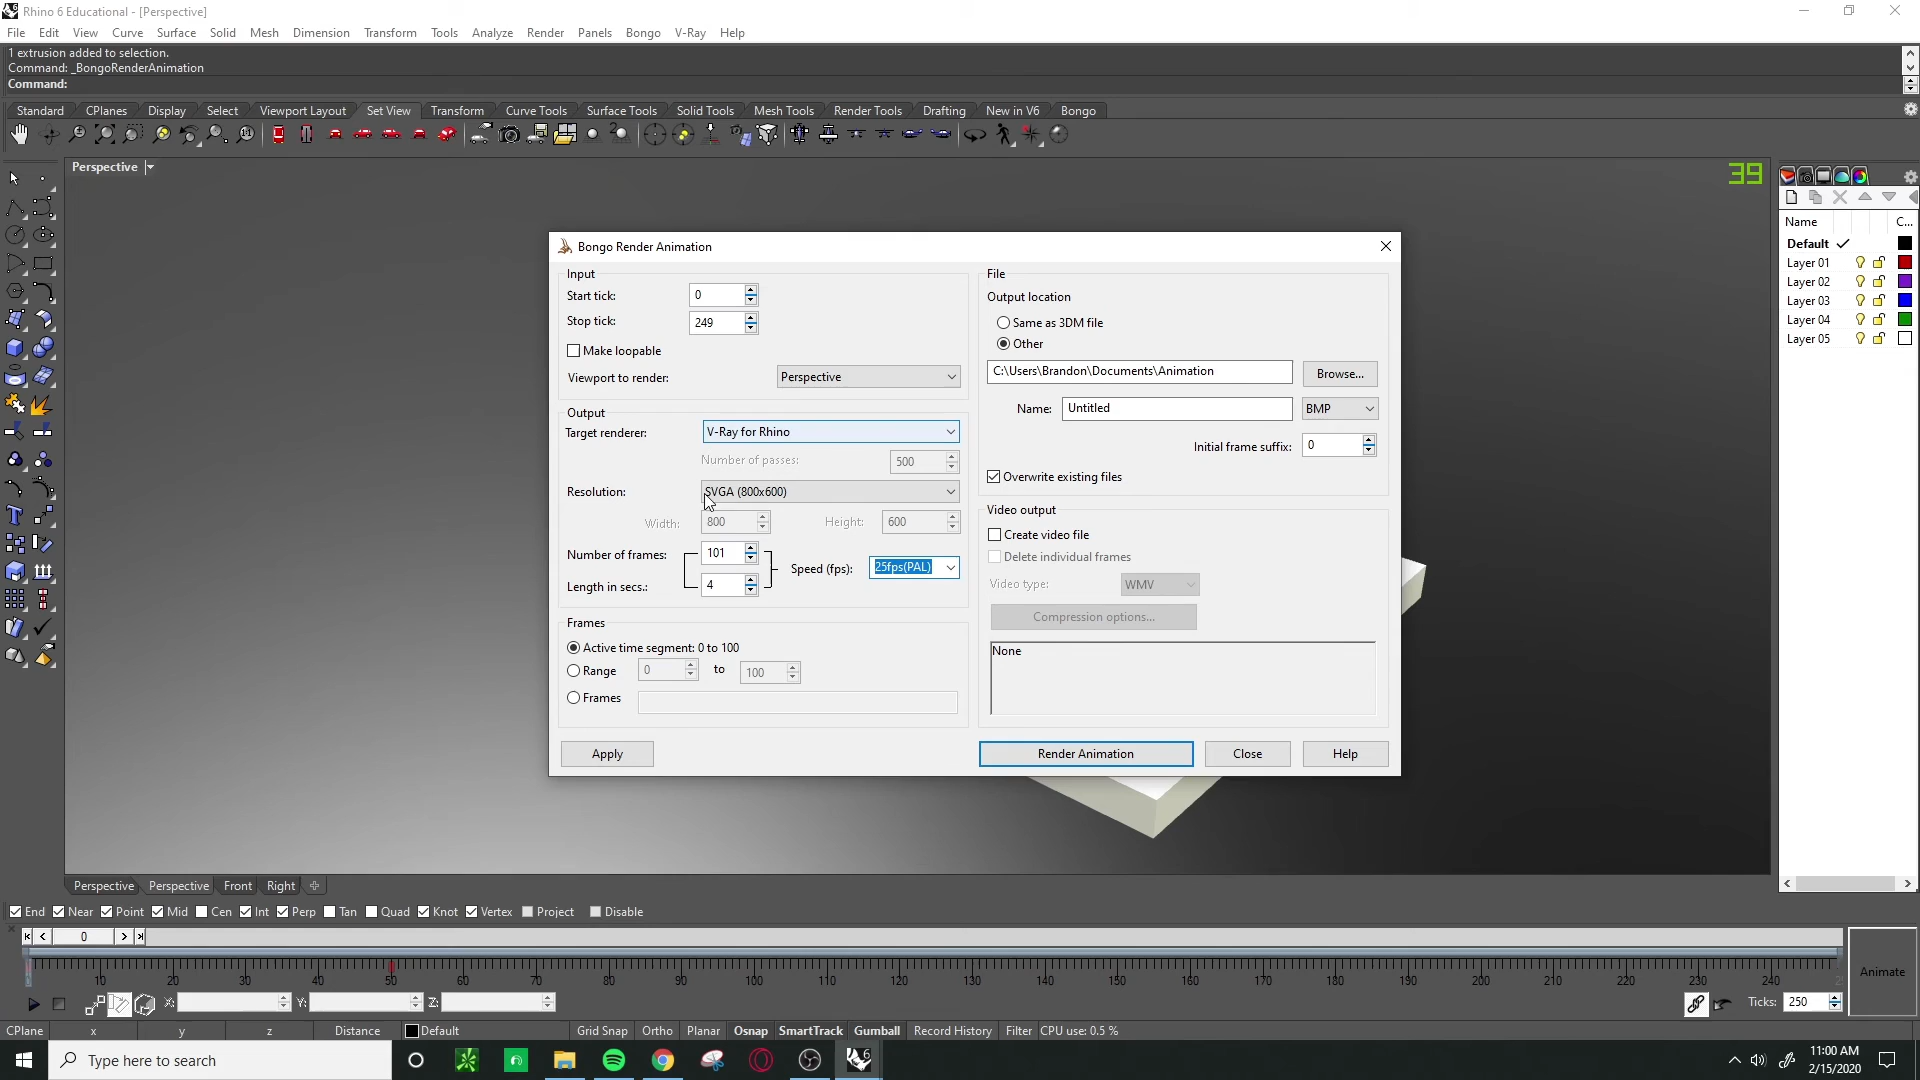 Rhino 6 Educational - [Perspective]
File Edit View Curve Surface Solid Mesh Dimension Transform Tools Analyze Render Panels Bongo V-Ray Help
1 extrusion added to selection.
Command: _BongoRenderAnimation
Command:
Standard CPlanes Display Select Viewport Layout Set View Transform Curve Tools Surface Tools Solid Tools Mesh Tools Render Tools Drafting New in V6 Bongo
Perspective
39
Name C...
Default
Layer 01
Layer 02
Layer 03
Layer 04
Layer 05
Bongo Render Animation
Input
Start tick: 0
Stop tick: 249
Make loopable
Viewport to render: Perspective
Output
Target renderer: V-Ray for Rhino
Number of passes: 500
Resolution: SVGA (800x600)
Width: 800 Height: 600
Number of frames: 101
Speed (fps): 25fps(PAL)
Length in secs.: 4
Frames
Active time segment: 0 to 100
Range 0 to 100
Frames
Apply
File
Output location
Same as 3DM file
Other
C:\Users\Brandon\Documents\Animation Browse...
Name: Untitled BMP
Initial frame suffix: 0
Overwrite existing files
Video output
Create video file
Delete individual frames
Video type: WMV
Compression options...
None
Render Animation Close Help
Perspective Perspective Front Right
End Near Point Mid Cen Int Perp Tan Quad Knot Vertex Project Disable
0
10 20 30 40 50 60 70 80 90 100 110 120 130 140 150 160 170 180 190 200 210 220 230 240
Animate
X: Y: Z: Ticks: 250
CPlane x y z Distance Default Grid Snap Ortho Planar Osnap SmartTrack Gumball Record History Filter CPU use: 0.5 %
Type here to search
11:00 AM
2/15/2020